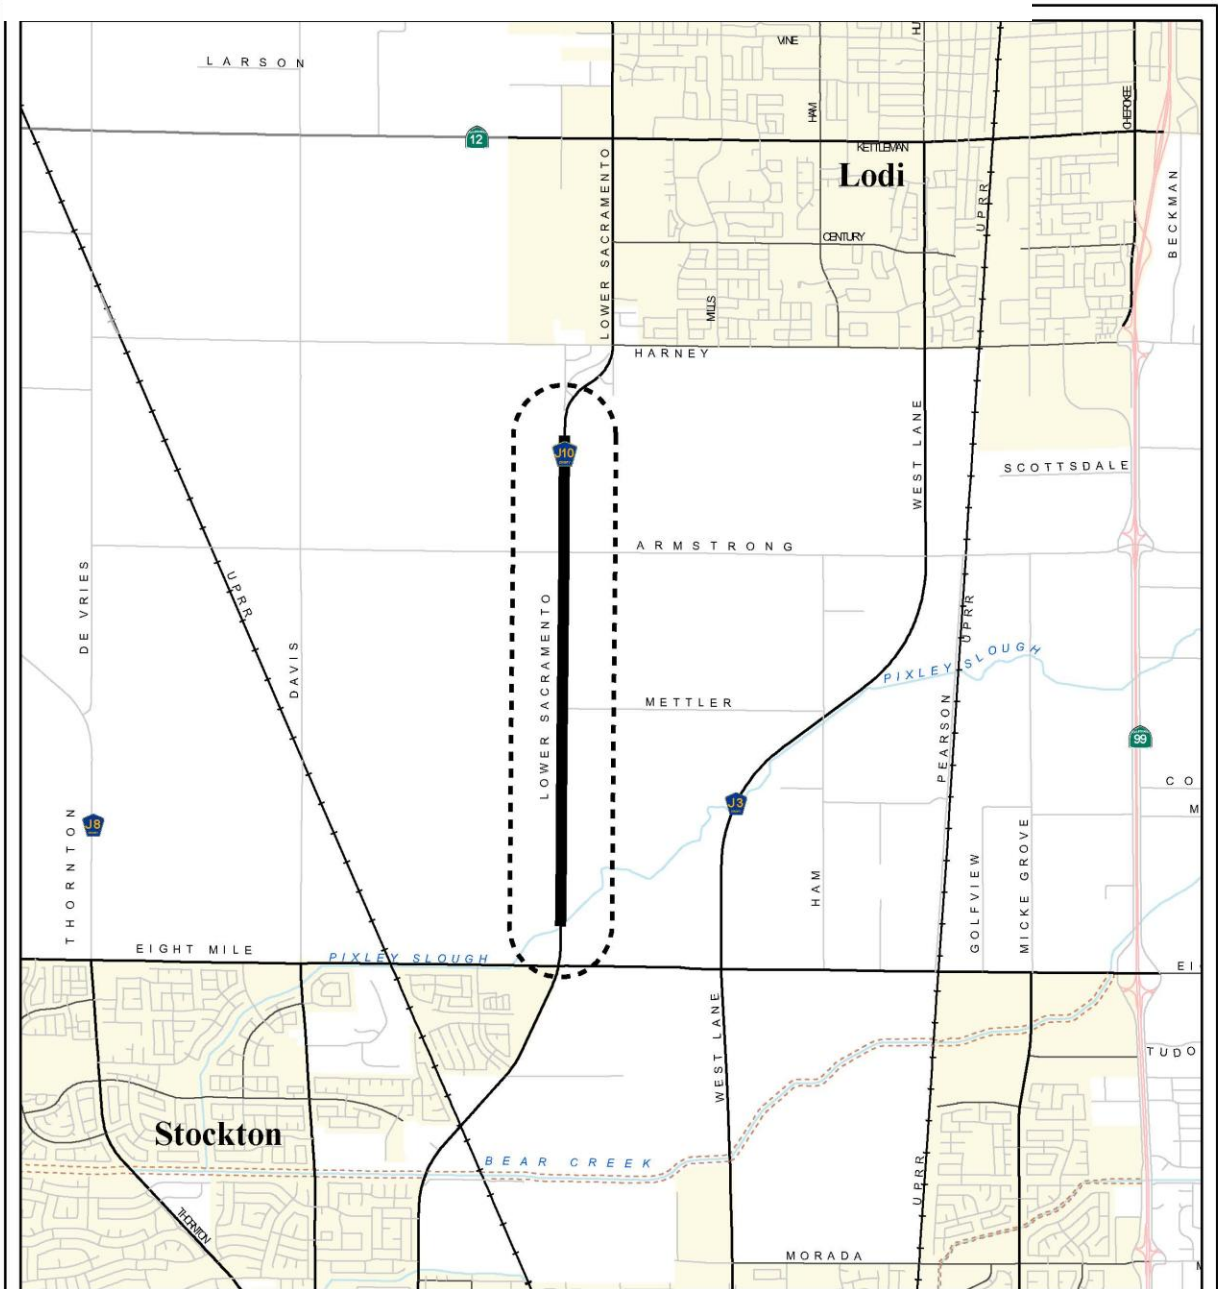 HU
VINE
LARSON
HAM
CHEROKEE
12
KETTLEMAN
Lodi
LOWER SACRAMENTO
UPRR
BECKMAN
CENTURY
MILLS
HARNEY
WEST LANE
J10
SCOTTSDALE
ARMSTRONG
DE VRIES
UPRR
LOWER SACRAMENTO
UPRR
DAVIS
PIXLEY SLOUGH
METTLER
PEARSON
99
CO
M
J3
J8
THORNTON
HAM
GOLFVIEW
MICKE GROVE
EIGHT MILE
PIXLEY SLOUGH
EI
WEST LANE
TUDO
Stockton
BEAR CREEK
UPRR
THORNTON
MORADA
M